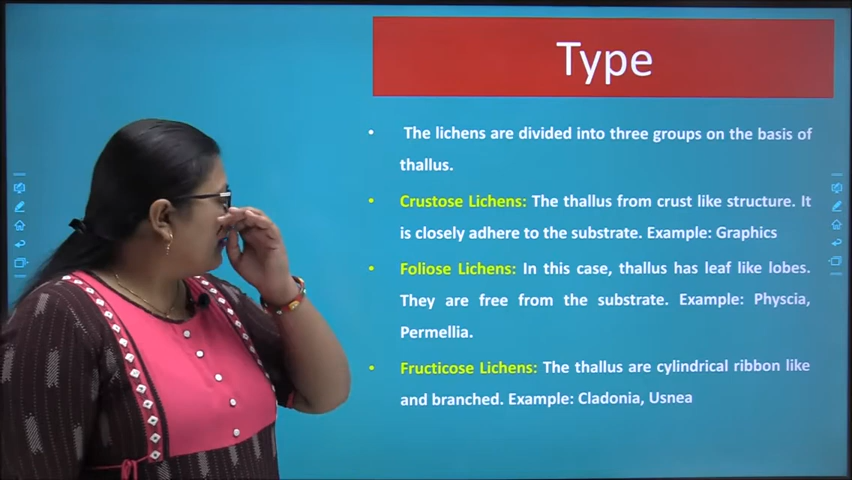 Type
• The lichens are divided into three groups on the basis of
thallus.
• Crustose Lichens: The thallus from crust like structure. It
is closely adhere to the substrate. Example: Graphics
• Foliose Lichens: In this case, thallus has leaf like lobes.
They are free from the substrate. Example: Physcia,
Permellia.
• Fructicose Lichens: The thallus are cylindrical ribbon like
and branched. Example: Cladonia, Usnea